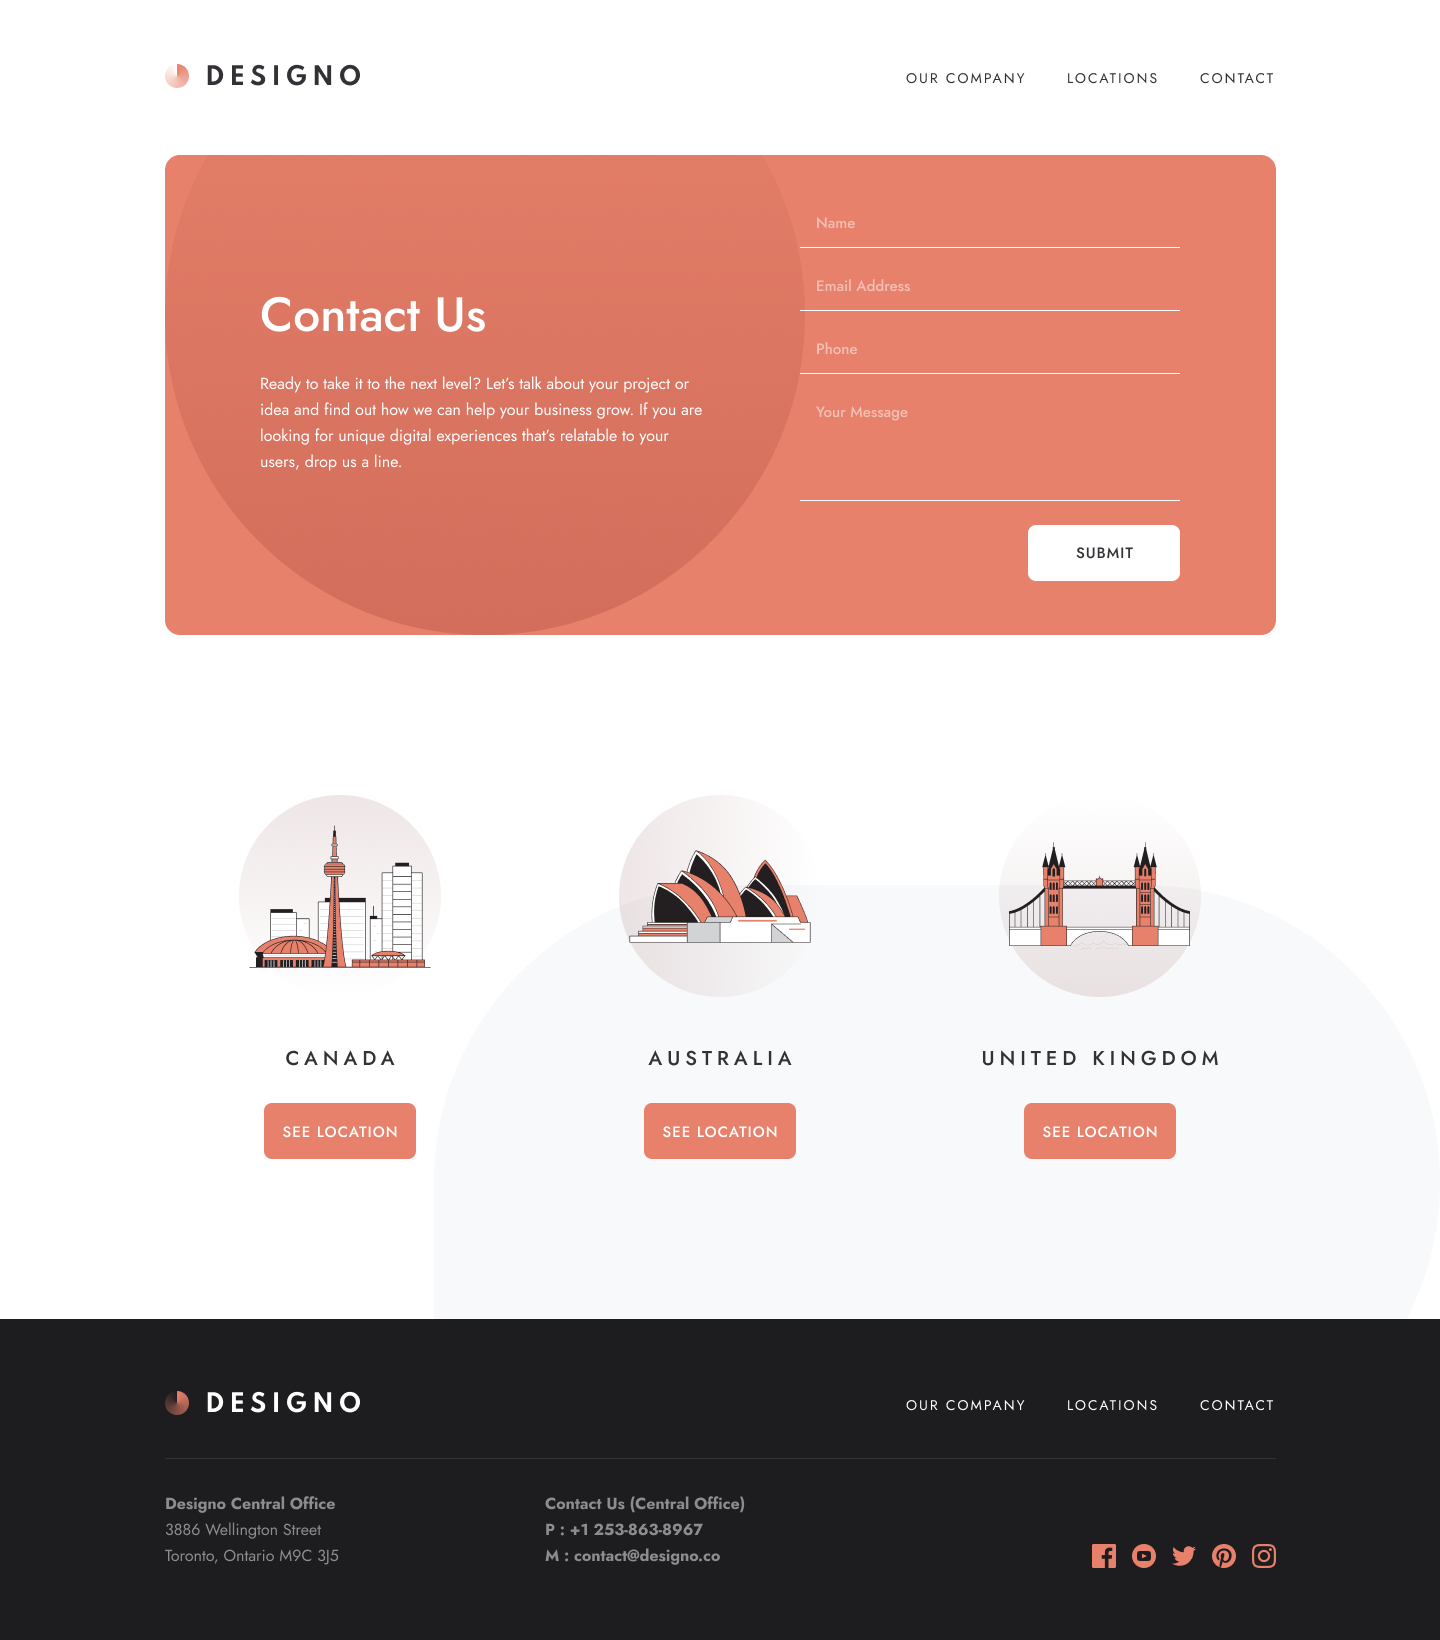 DESIGNO
OUR COMPANY
LOCATIONS
CONTACT
Contact Us
Ready to take it to the next level? Let’s talk about your project or
idea and find out how we can help your business grow. If you are
looking for unique digital experiences that’s relatable to your
users, drop us a line.
Name
Email Address
Phone
Your Message
SUBMIT
CANADA
SEE LOCATION
AUSTRALIA
SEE LOCATION
UNITED KINGDOM
SEE LOCATION
DESIGNO
OUR COMPANY
LOCATIONS
CONTACT
Designo Central Office
3886 Wellington Street
Toronto, Ontario M9C 3J5
Contact Us (Central Office)
P : +1 253-863-8967
M : contact@designo.co